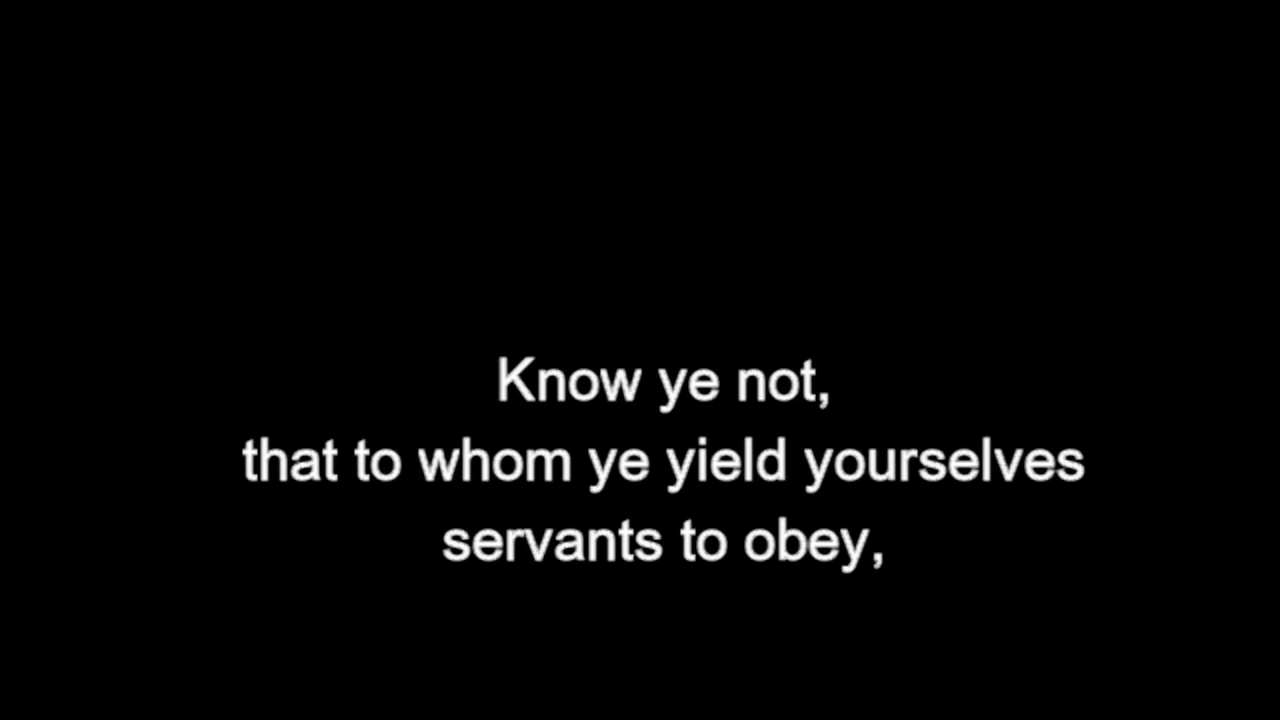 Know ye not,
that to whom ye yield yourselves
servants to obey,